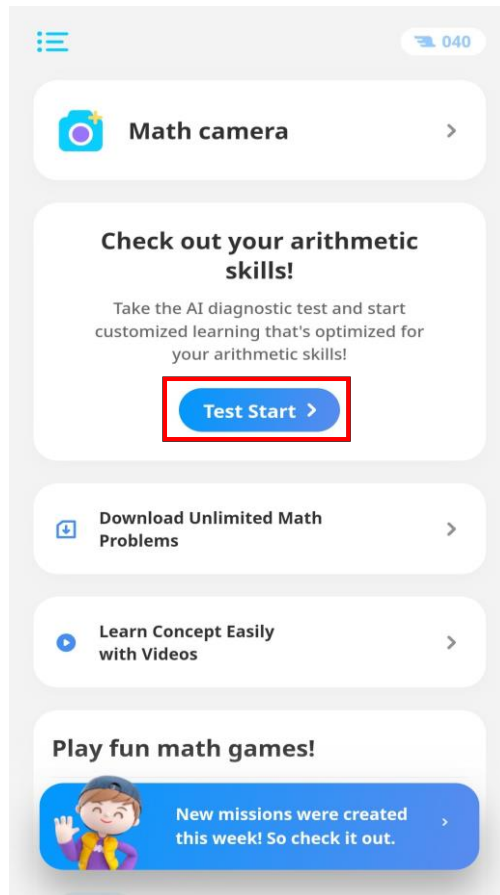 040
Math camera
Check out your arithmetic
skills!
Take the AI diagnostic test and start
customized learning that's optimized for
your arithmetic skills!
Test Start
Download Unlimited Math
Problems
Learn Concept Easily
with Videos
Play fun math games!
New missions were created
this week! So check it out.